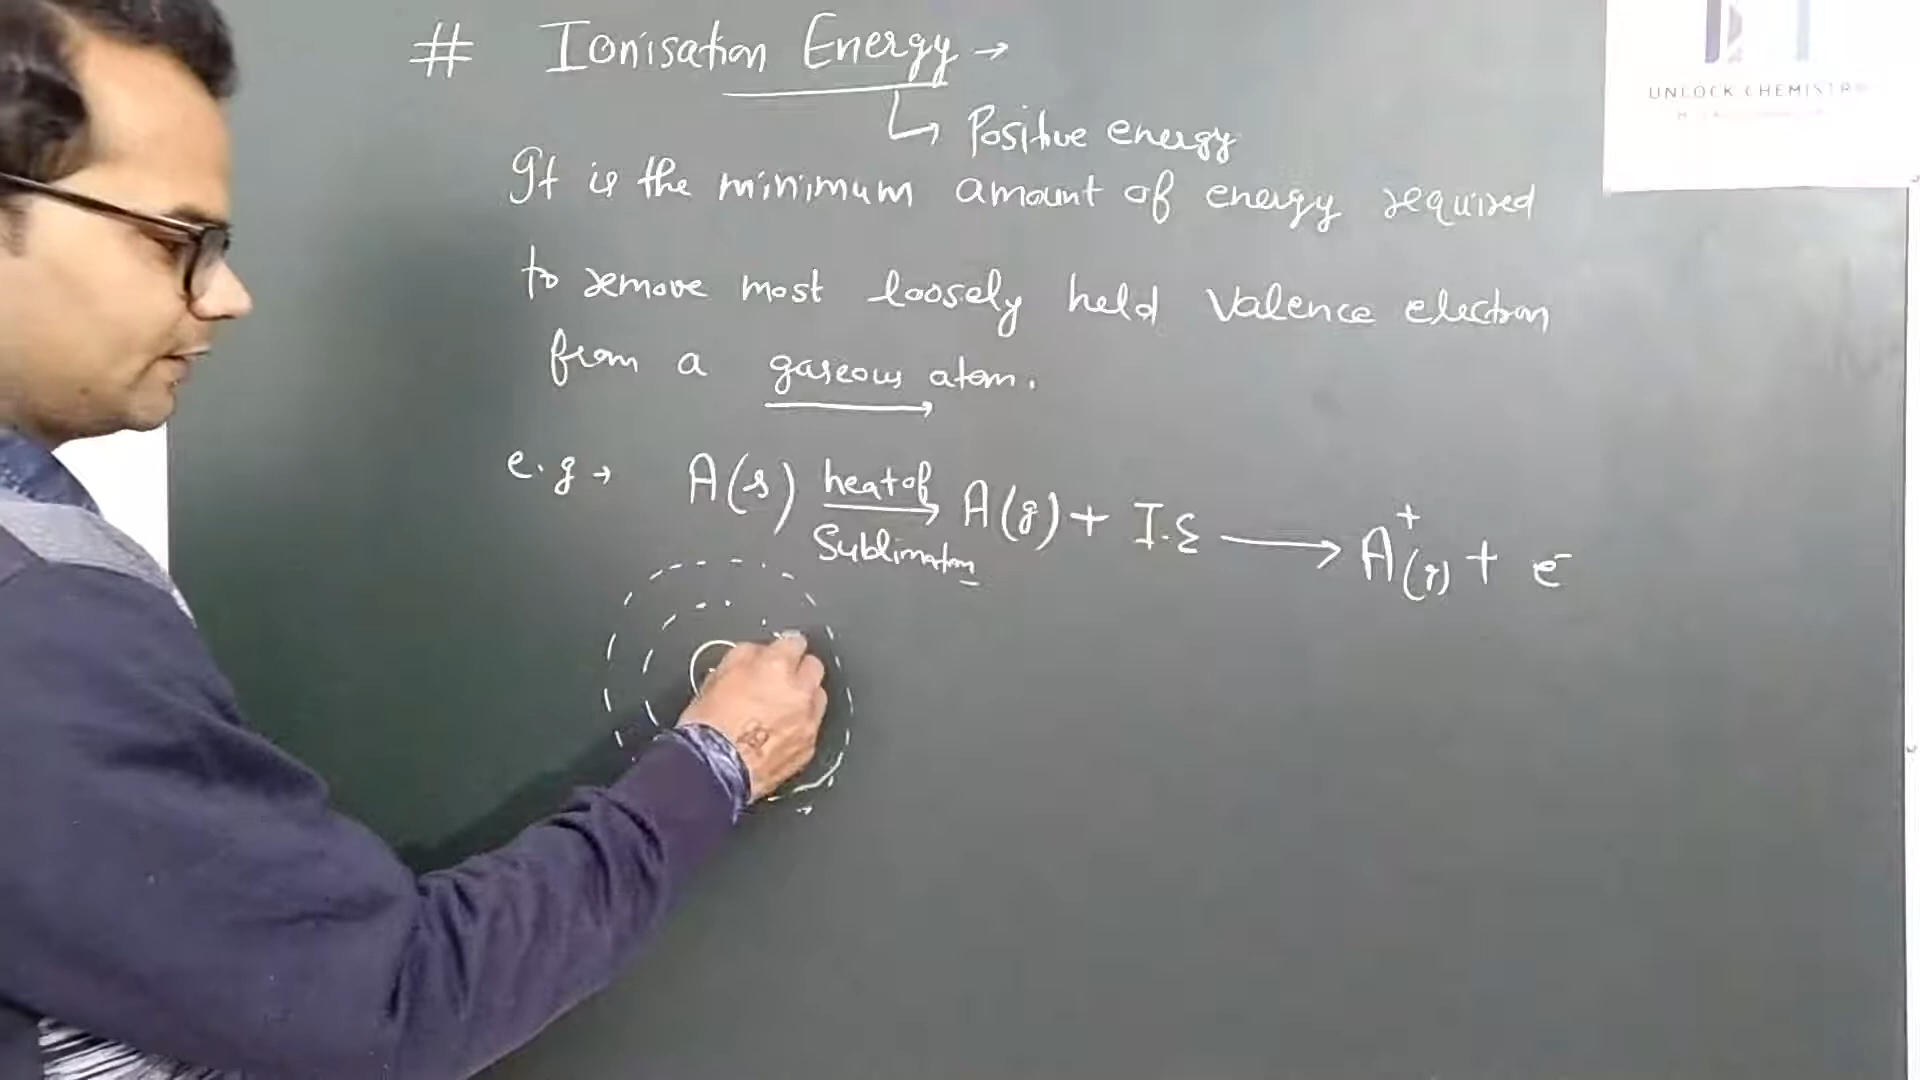 # Ionisation Energy →
↳ Positive energy
It is the minimum amount of energy required
to remove most loosely held valence electron
from a gaseous atom.
e.g → A(s) heat of Sublimation → A(g) + I.E ⟶ A⁺(g) + e⁻
UNLOCK CHEMISTRY